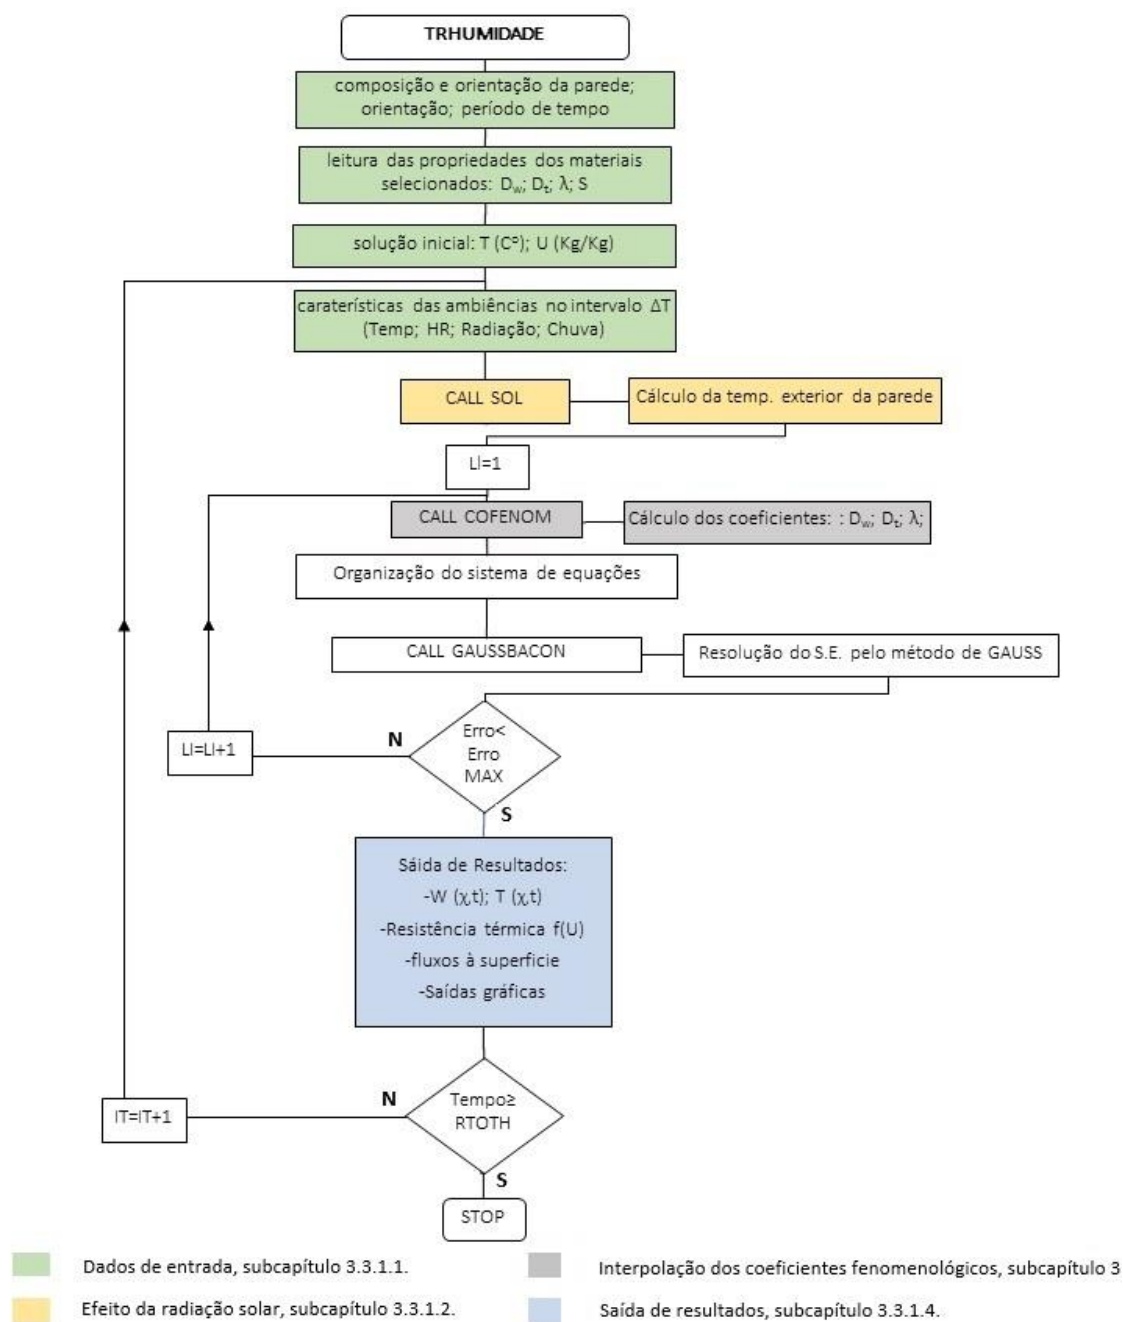 TRHUMIDADE
composição e orientação da parede;
orientação; período de tempo
leitura das propriedades dos materiais
selecionados: Dw; Dt; λ; S
solução inicial: T (Cº); U (Kg/Kg)
caraterísticas das ambiências no intervalo ΔT
(Temp; HR; Radiação; Chuva)
CALL SOL
Cálculo da temp. exterior da parede
LI=1
CALL COFENOM
Cálculo dos coeficientes: : Dw; Dt; λ;
Organização do sistema de equações
CALL GAUSSBACON
Resolução do S.E. pelo método de GAUSS
LI=LI+1
N
Erro<
Erro
MAX
S
Sáida de Resultados:
-W (χ,t); T (χ,t)
-Resistência térmica f(U)
-fluxos à superficie
-Saídas gráficas
IT=IT+1
N
Tempo≥
RTOTH
S
STOP
Dados de entrada, subcapítulo 3.3.1.1.
Interpolação dos coeficientes fenomenológicos, subcapítulo 3
Efeito da radiação solar, subcapítulo 3.3.1.2.
Saída de resultados, subcapítulo 3.3.1.4.